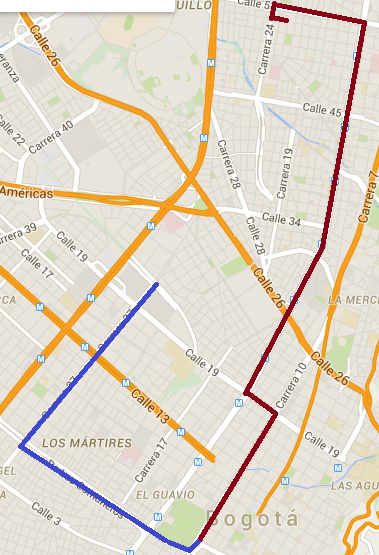 UILLO
Calle 5
Calle 26
Carrera 24
Calle 45
Calle 22
Carrera 40
Carrera 28
Carrera 19
Carrera 7
Américas
Calle 34
Carrera 39
Calle 19
Calle 28
Calle 17
Calle 26
LA MERCE
Calle 19
Calle 26
Carrera 10
Calle 13
LOS MÁRTIRES
Carrera 17
Calle 19
EL GUAVIO
LAS AGU
Calle 3
Bogotá
M
M
M
M
M
M
M
M
M
M
M
M
M